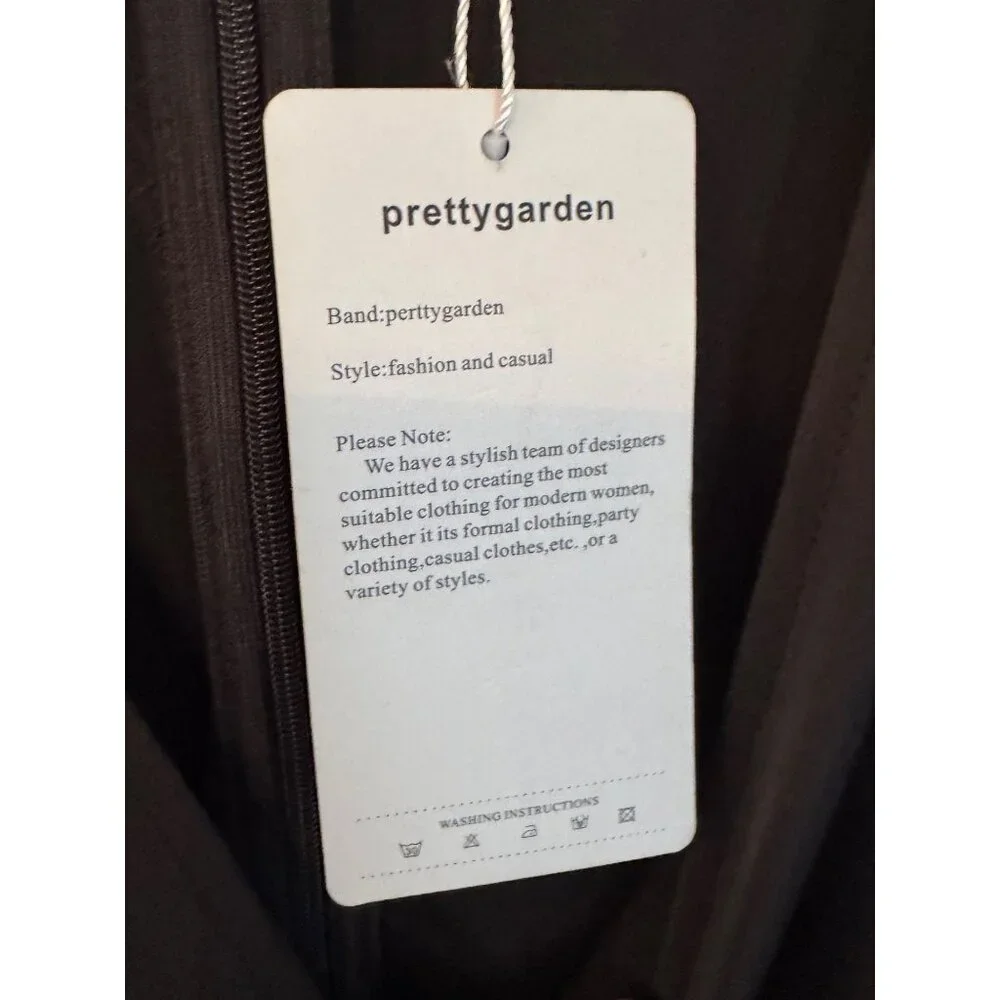 prettygarden
Band:perttygarden
Style:fashion and casual
Please Note:
We have a stylish team of designers
committed to creating the most
suitable clothing for modern women,
whether it its formal clothing,party
clothing,casual clothes,etc. ,or a
variety of styles.
WASHING INSTRUCTIONS
30